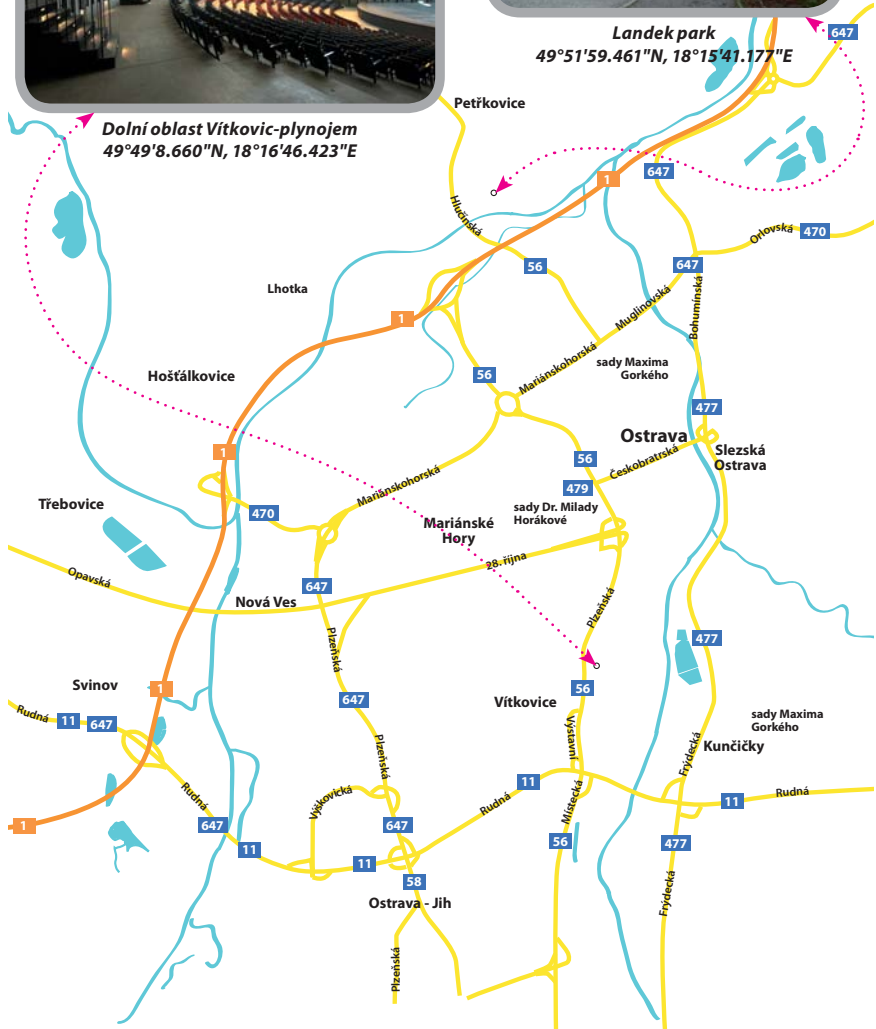 Landek park
49°51'59.461"N, 18°15'41.177"E
647
Petřkovice
Dolní oblast Vítkovic-plynojem
49°49'8.660"N, 18°16'46.423"E
647
1
Hlučinská
Orlovská
470
647
56
Lhotka
Muglinovská
Bohumínská
1
Mariánskohorská
sady Maxima
Gorkého
Hošťálkovice
56
477
Ostrava
Slezská
Ostrava
1
56
Českobratrská
Mariánskohorská
479
Třebovice
470
sady Dr. Milady
Horákové
Mariánské
Hory
28. října
Opavská
647
Nová Ves
Plzeňská
Plzeňská
477
Svinov
1
56
647
Vítkovice
Rudná
11
647
Výstavní
sady Maxima
Gorkého
Kunčičky
Plzeňská
Frýdecká
11
Rudná
Výškovická
Rudná
Místecká
11
Rudná
1
647
647
11
11
56
477
58
Ostrava - Jih
Frýdecká
Plzeňská